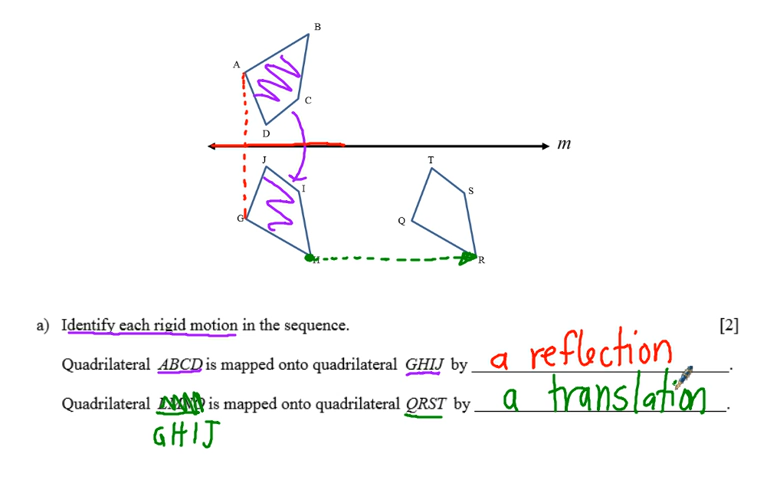 B
A
C
D
m
J
T
I
S
G
Q
H
R
a) Identify each rigid motion in the sequence. [2]
Quadrilateral ABCD is mapped onto quadrilateral GHIJ by a reflection.
Quadrilateral is mapped onto quadrilateral QRST by a translation.
GHIJ